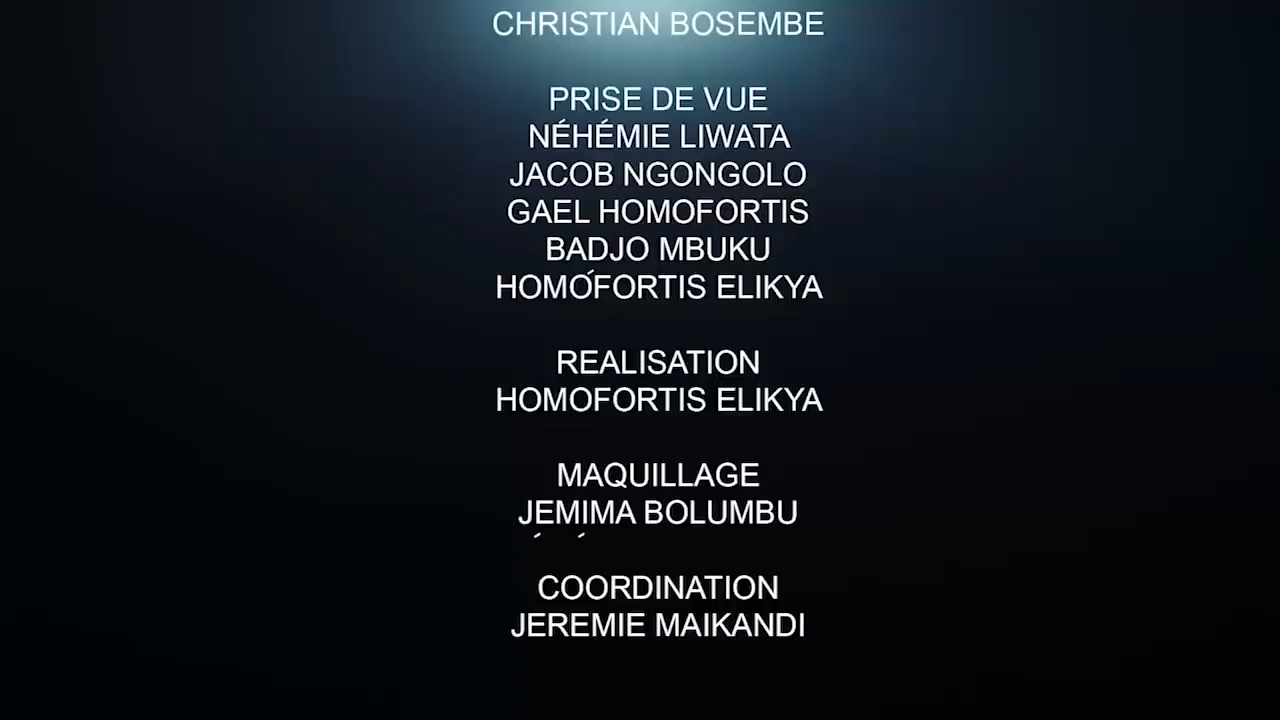 CHRISTIAN BOSEMBE
PRISE DE VUE
NÉHÉMIE LIWATA
JACOB NGONGOLO
GAEL HOMOFORTIS
BADJO MBUKU
HOMOFORTIS ELIKYA
REALISATION
HOMOFORTIS ELIKYA
MAQUILLAGE
JEMIMA BOLUMBU
COORDINATION
JEREMIE MAIKANDI